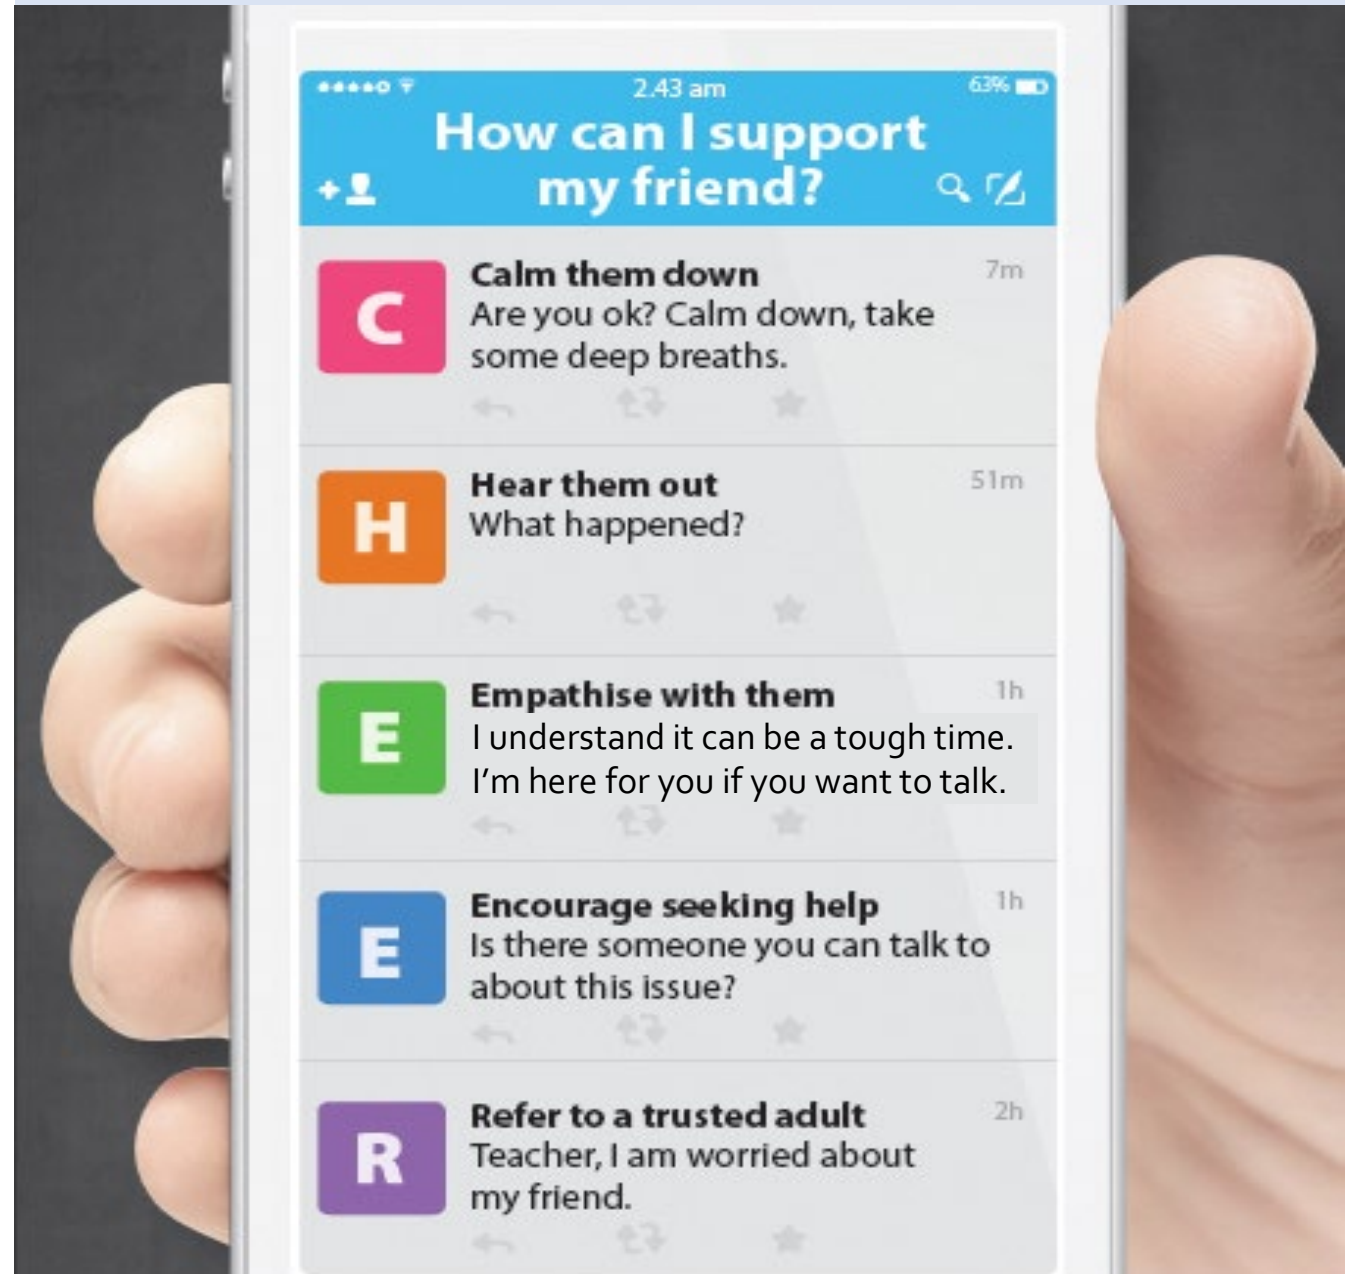 2.43 am
63%
How can I support
my friend?
C
Calm them down
7m
Are you ok? Calm down, take
some deep breaths.
H
Hear them out
51m
What happened?
E
Empathise with them
1h
I understand it can be a tough time.
I’m here for you if you want to talk.
E
Encourage seeking help
1h
Is there someone you can talk to
about this issue?
R
Refer to a trusted adult
2h
Teacher, I am worried about
my friend.